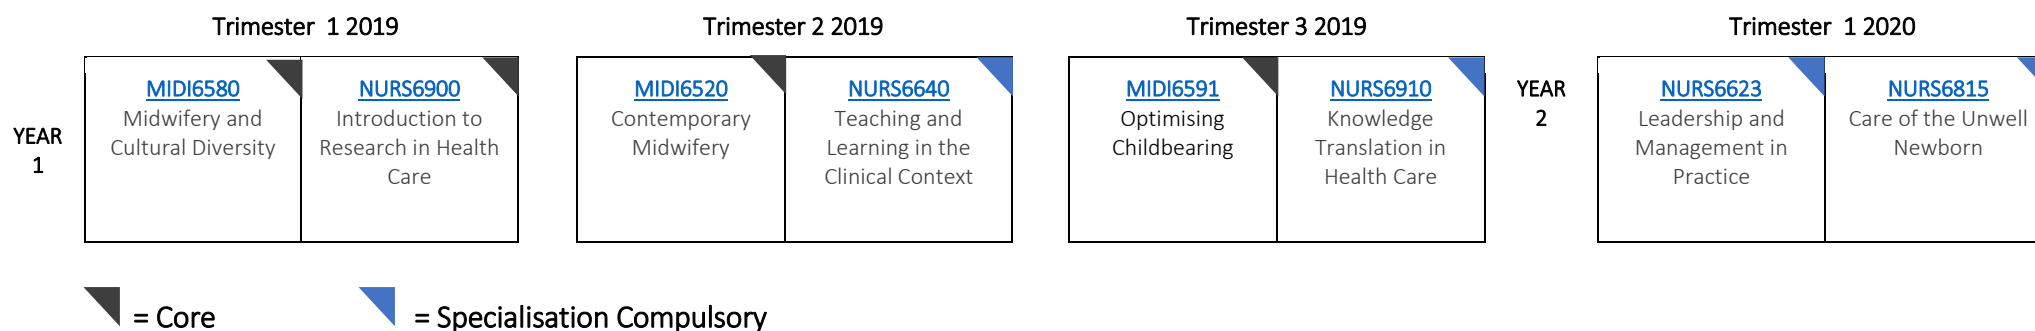 Trimester 1 2019
Trimester 2 2019
Trimester 3 2019
Trimester 1 2020
YEAR
1
MIDI6580
Midwifery and
Cultural Diversity
NURS6900
Introduction to
Research in Health
Care
MIDI6520
Contemporary
Midwifery
NURS6640
Teaching and
Learning in the
Clinical Context
MIDI6591
Optimising
Childbearing
NURS6910
Knowledge
Translation in
Health Care
YEAR
2
NURS6623
Leadership and
Management in
Practice
NURS6815
Care of the Unwell
Newborn
= Core
= Specialisation Compulsory